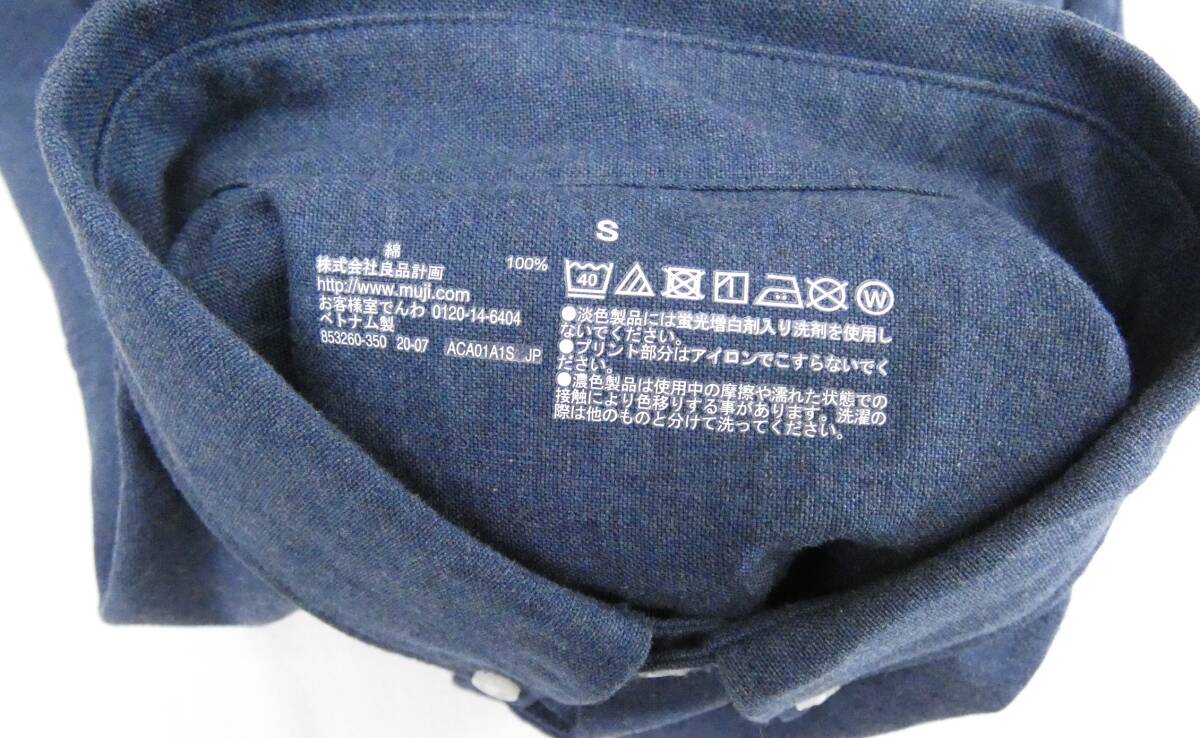 S
綿 100%
株式会社良品計画
http://www.muji.com
お客様室でんわ 0120-14-6404
ベトナム製
853260-350 20-07 ACA01A1S JP
40 W
●淡色製品には蛍光増白剤入り洗剤を使用し
ないでください。
●プリント部分はアイロンでこすらないでく
ださい。
●濃色製品は使用中の摩擦や濡れた状態での
接触により色移りする事があります。洗濯の
際は他のものと分けて洗ってください。